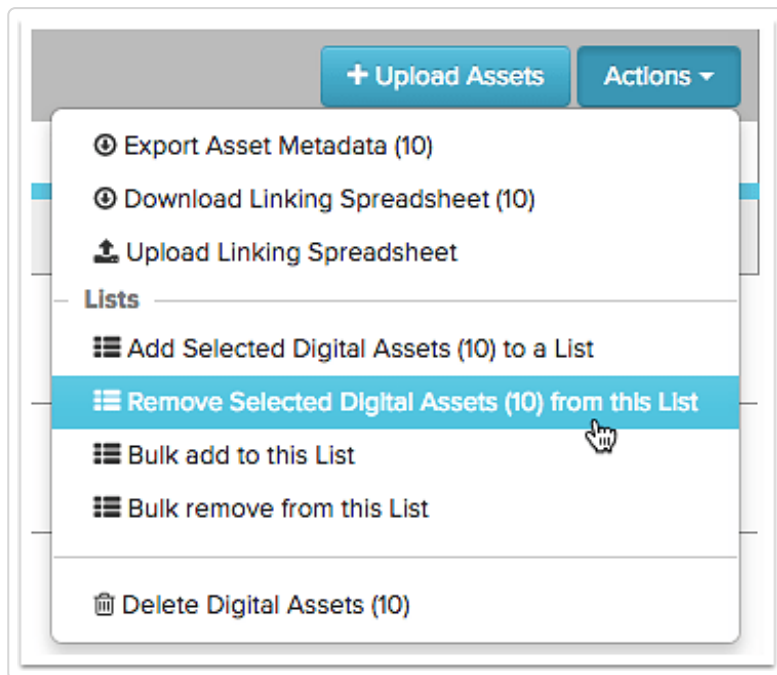 + Upload Assets Actions
Export Asset Metadata (10)
Download Linking Spreadsheet (10)
Upload Linking Spreadsheet
Lists
Add Selected Digital Assets (10) to a List
Remove Selected Digital Assets (10) from this List
Bulk add to this List
Bulk remove from this List
Delete Digital Assets (10)